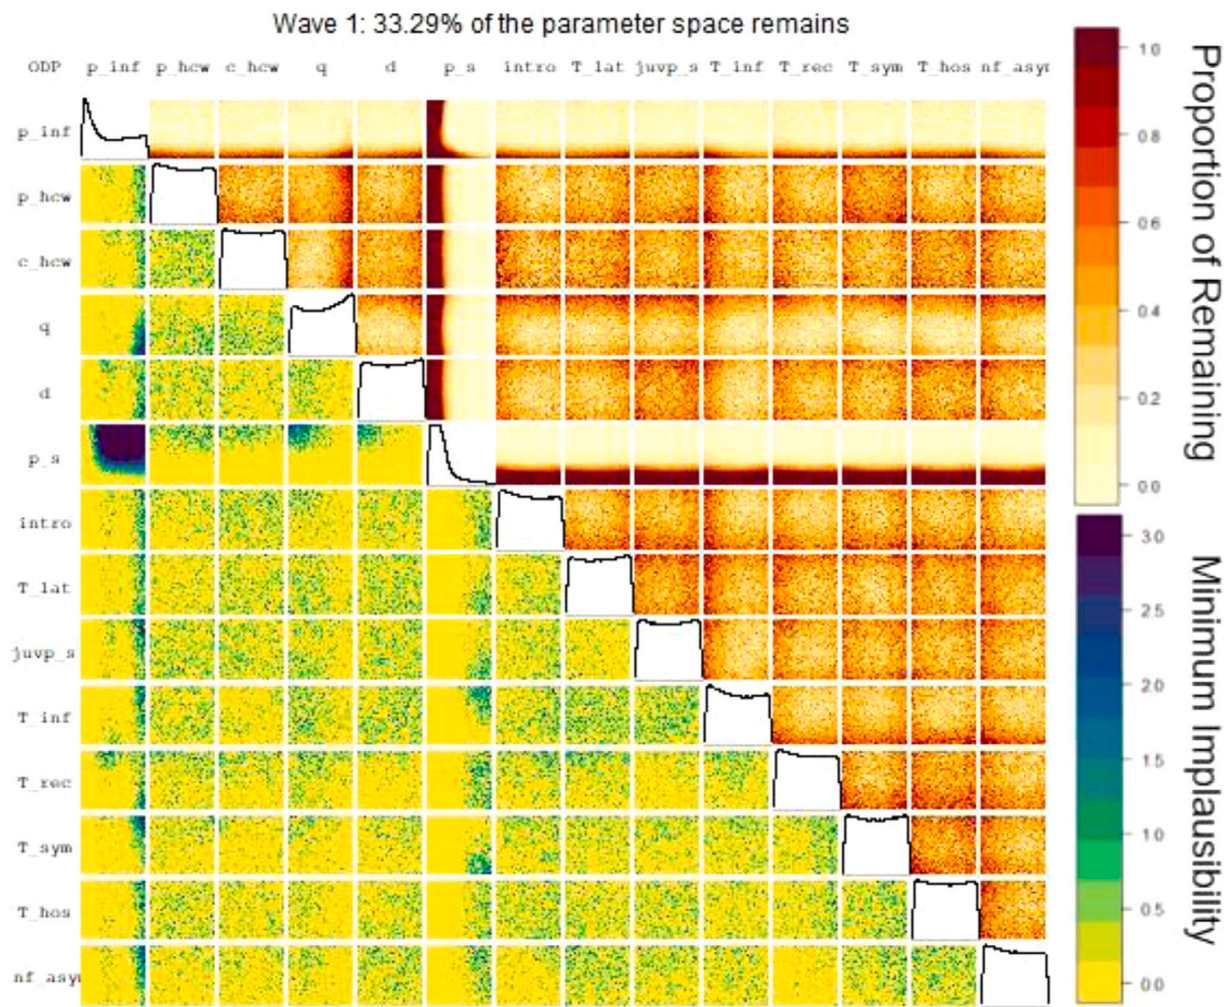 Wave 1: 33.29% of the parameter space remains
ODP p_inf p_hcw c_hcw q d p_s intro T_lat juvp_s T_inf T_rec T_sym T_hos nf_asyr
p_inf
p_hcw
c_hcw
q
d
p_s
intro
T_lat
juvp_s
T_inf
T_rec
T_sym
T_hos
nf_asyı
Proportion of Remaining
1.0
0.8
0.6
0.4
0.2
0.0
Minimum Implausibility
3.0
2.5
2.0
1.5
1.0
0.5
0.0